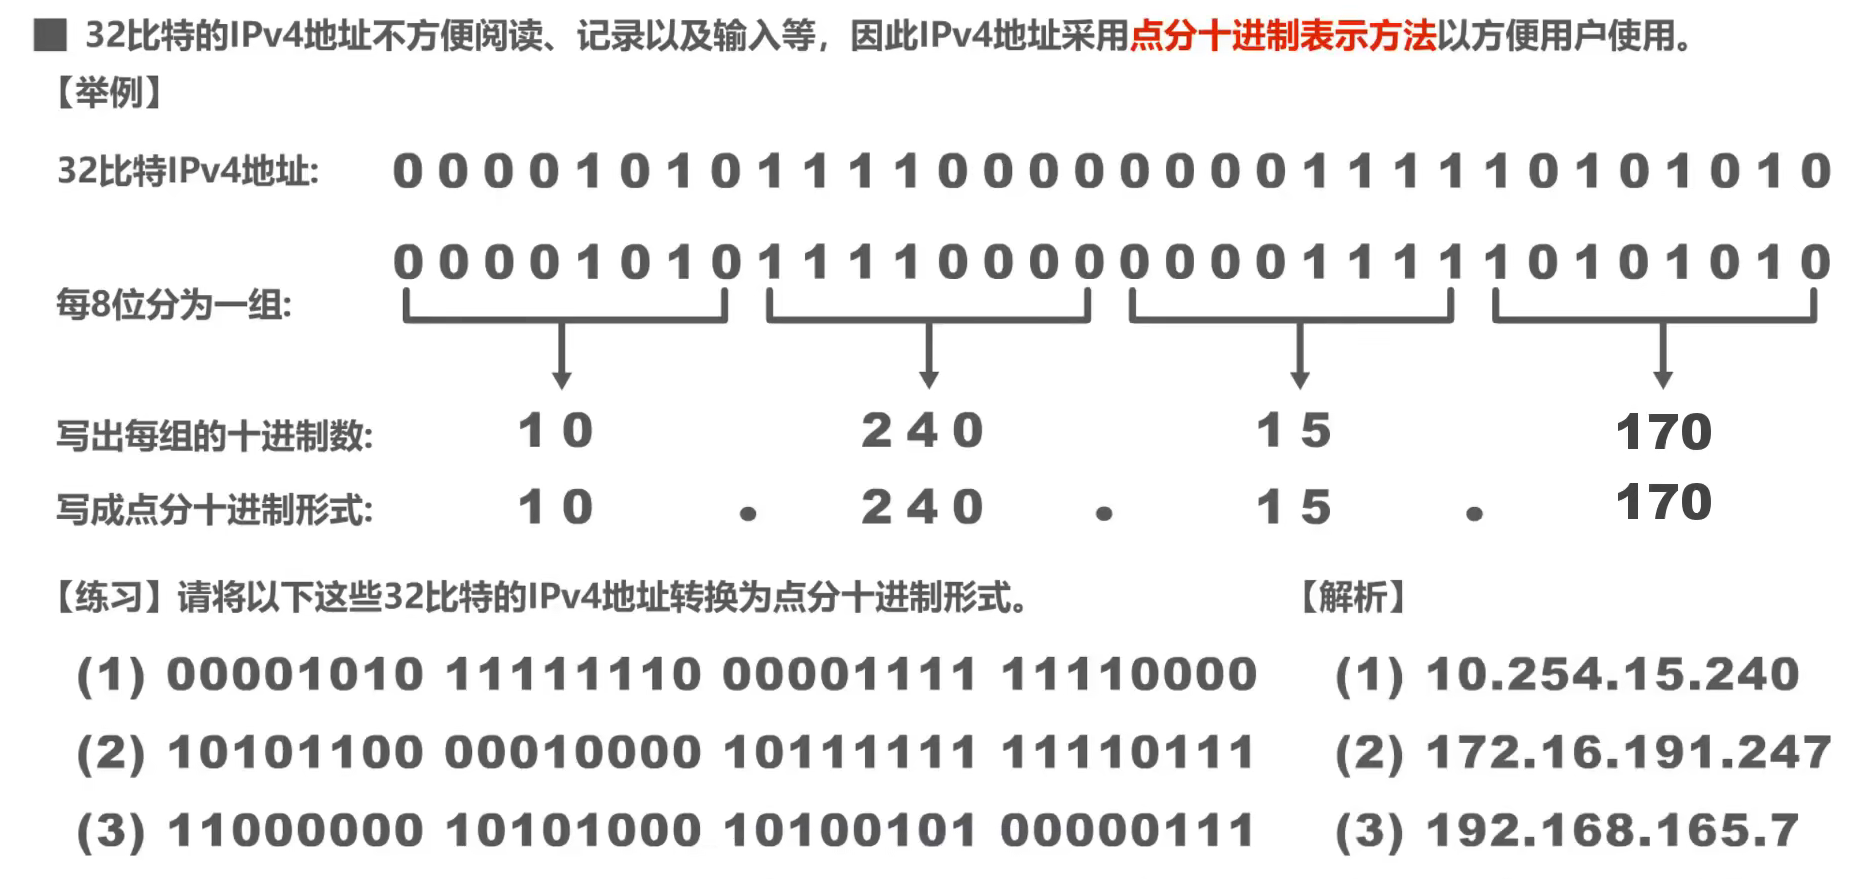 32比特的IPv4地址不方便阅读、记录以及输入等，因此IPv4地址采用点分十进制表示方法以方便用户使用。
【举例】
32比特IPv4地址: 0 0 0 0 1 0 1 0 1 1 1 1 0 0 0 0 0 0 0 0 1 1 1 1 1 0 1 0 1 0 1 0
0 0 0 0 1 0 1 0 1 1 1 1 0 0 0 0 0 0 0 0 1 1 1 1 1 0 1 0 1 0 1 0
每8位分为一组:
写出每组的十进制数: 1 0 2 4 0 1 5 170
写成点分十进制形式: 1 0 . 2 4 0 . 1 5 . 170
【练习】请将以下这些32比特的IPv4地址转换为点分十进制形式。 【解析】
(1) 00001010 11111110 00001111 11110000 (1) 10.254.15.240
(2) 10101100 00010000 10111111 11110111 (2) 172.16.191.247
(3) 11000000 10101000 10100101 00000111 (3) 192.168.165.7